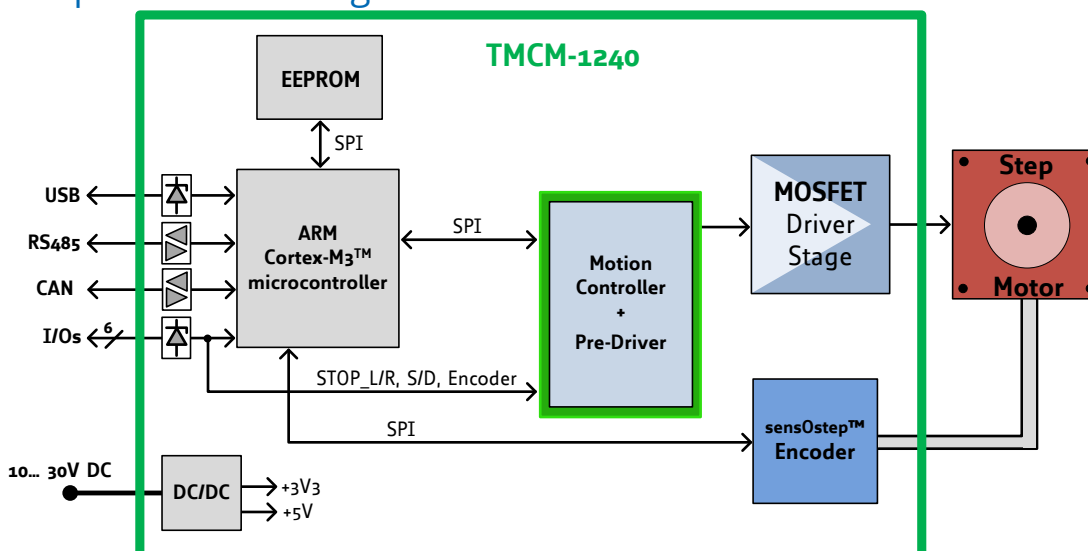 TMCM-1240
EEPROM
SPI
USB
RS485
CAN
I/Os
6
ARM
Cortex-M3™
microcontroller
SPI
Motion
Controller
+
Pre-Driver
MOSFET
Driver
Stage
Step
Motor
STOP_L/R, S/D, Encoder
SPI
sensOstep™
Encoder
10... 30V DC
DC/DC
+3V3
+5V